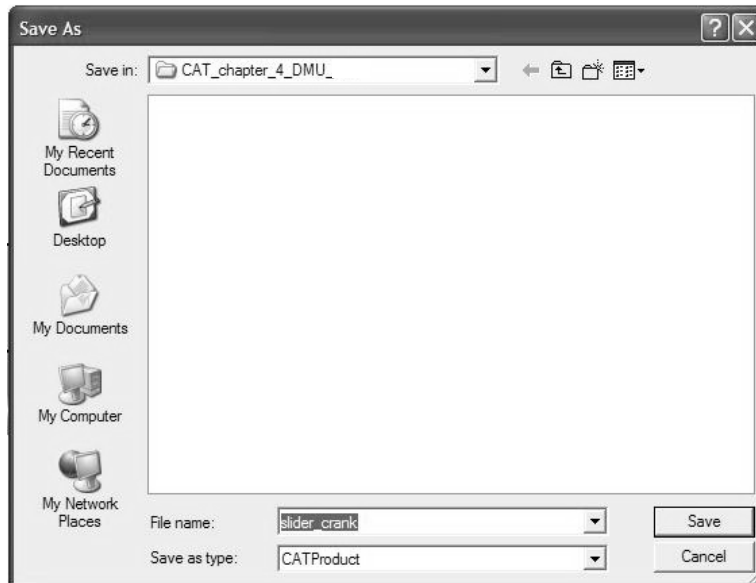 Save As
Save in:
CAT_chapter_4_DMU_
My Recent
Documents
Desktop
My Documents
My Computer
My Network
Places
File name:
slider_crank
Save
Save as type:
CATProduct
Cancel